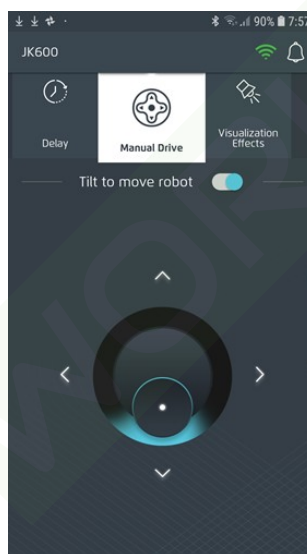 90% 7:57
JK600
Delay
Manual Drive
Visualization
Effects
Tilt to move robot